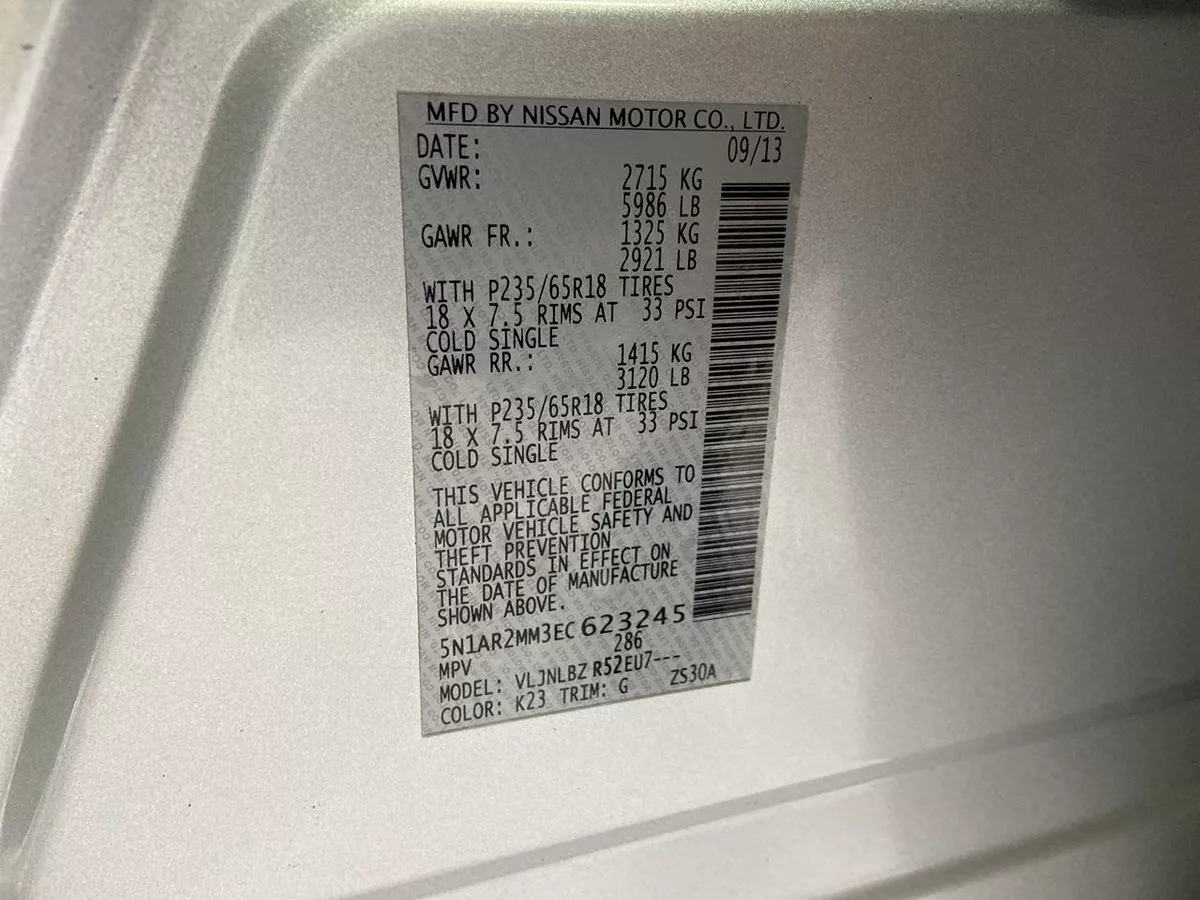 MFD BY NISSAN MOTOR CO., LTD.
DATE: 09/13
GVWR: 2715 KG
5986 LB
GAWR FR.: 1325 KG
2921 LB
WITH P235/65R18 TIRES
18 X 7.5 RIMS AT 33 PSI
COLD SINGLE
GAWR RR.: 1415 KG
3120 LB
WITH P235/65R18 TIRES
18 X 7.5 RIMS AT 33 PSI
COLD SINGLE
THIS VEHICLE CONFORMS TO
ALL APPLICABLE FEDERAL
MOTOR VEHICLE SAFETY AND
THEFT PREVENTION
STANDARDS IN EFFECT ON
THE DATE OF MANUFACTURE
SHOWN ABOVE.
5N1AR2MM3EC623245
MPV 286
MODEL: VLJNLBZ R52EU7---
COLOR: K23 TRIM: G ZS30A